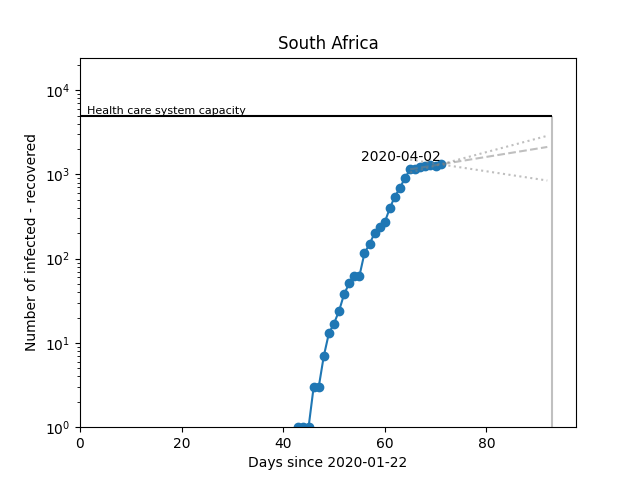 South Africa
10^4
Health care system capacity
2020-04-02
10^3
10^2
10^1
10^0
Number of infected - recovered
0 20 40 60 80
Days since 2020-01-22